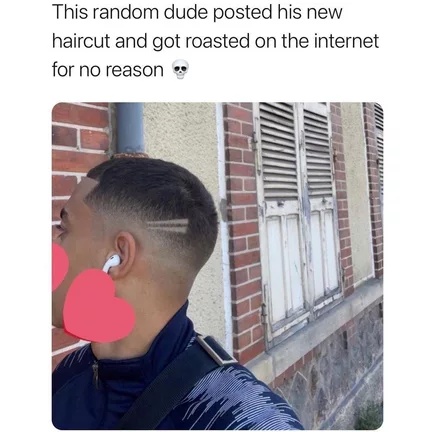 This random dude posted his new
haircut and got roasted on the internet
for no reason 💀